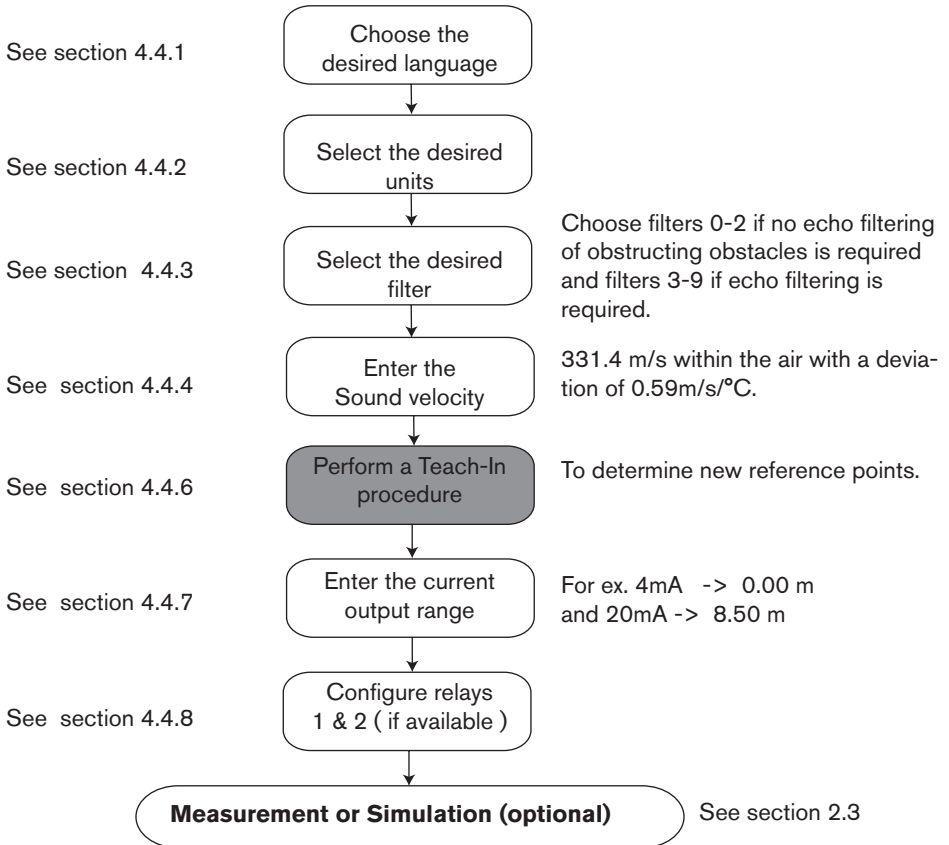 See section 4.4.1
Choose the
desired language
See section 4.4.2
Select the desired
units
See section 4.4.3
Select the desired
filter
Choose filters 0-2 if no echo filtering
of obstructing obstacles is required
and filters 3-9 if echo filtering is
required.
See section 4.4.4
Enter the
Sound velocity
331.4 m/s within the air with a devia-
tion of 0.59m/s/°C.
See section 4.4.6
Perform a Teach-In
procedure
To determine new reference points.
See section 4.4.7
Enter the current
output range
For ex. 4mA -> 0.00 m
and 20mA -> 8.50 m
See section 4.4.8
Configure relays
1 & 2 ( if available )
Measurement or Simulation (optional)
See section 2.3